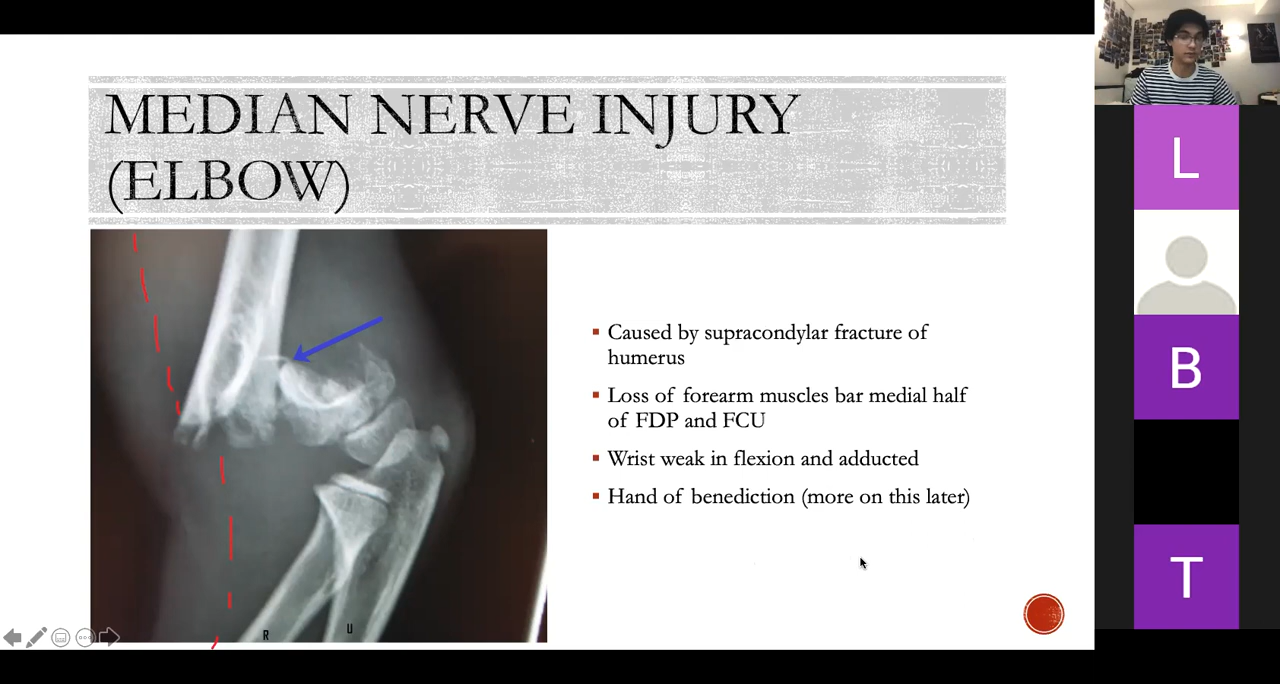 MEDIAN NERVE INJURY
(ELBOW)
Caused by supracondylar fracture of
humerus
Loss of forearm muscles bar medial half
of FDP and FCU
Wrist weak in flexion and adducted
Hand of benediction (more on this later)
R
U
L
B
T